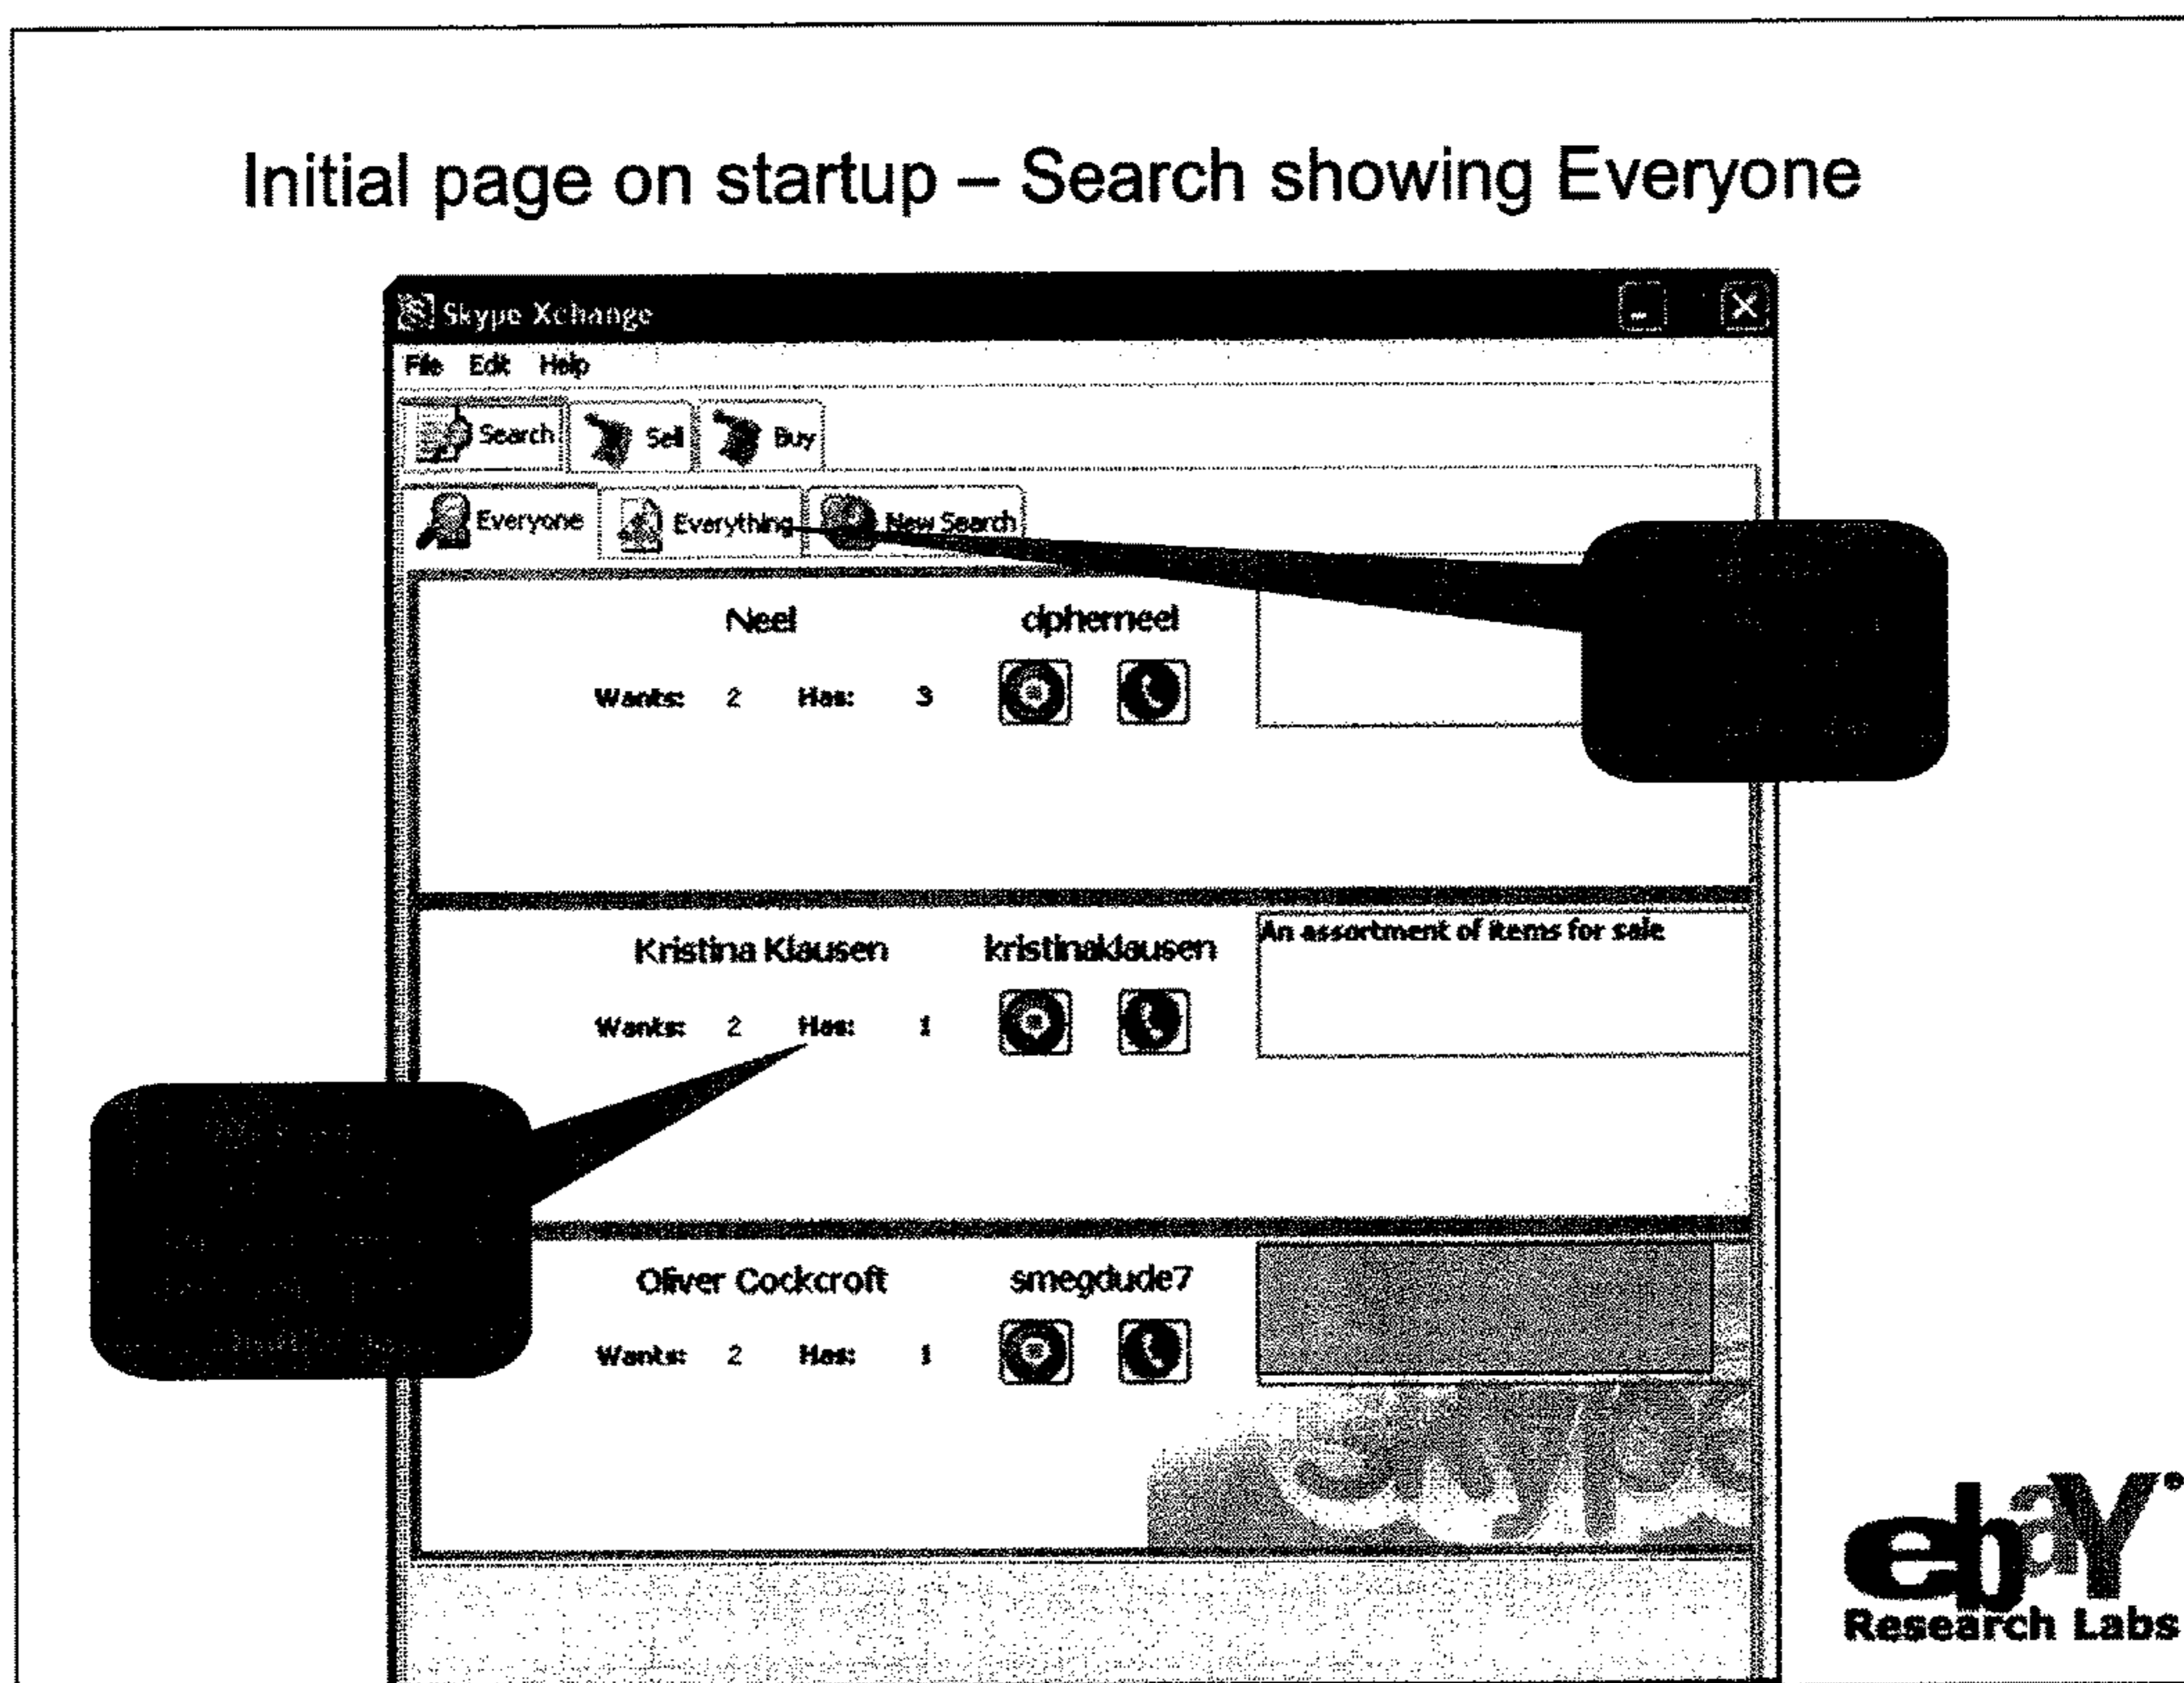 Initial page on startup – Search showing Everyone
Skype Xchange
File Edit Help
Search Sell Buy
Everyone Everything New Search
Neel cipherneel
Wants: 2 Has: 3
Kristina Klausen kristinaklausen An assortment of items for sale
Wants: 2 Has: 1
Oliver Cockcroft smegdude7
Wants: 2 Has: 1
skype
ebaY®
Research Labs